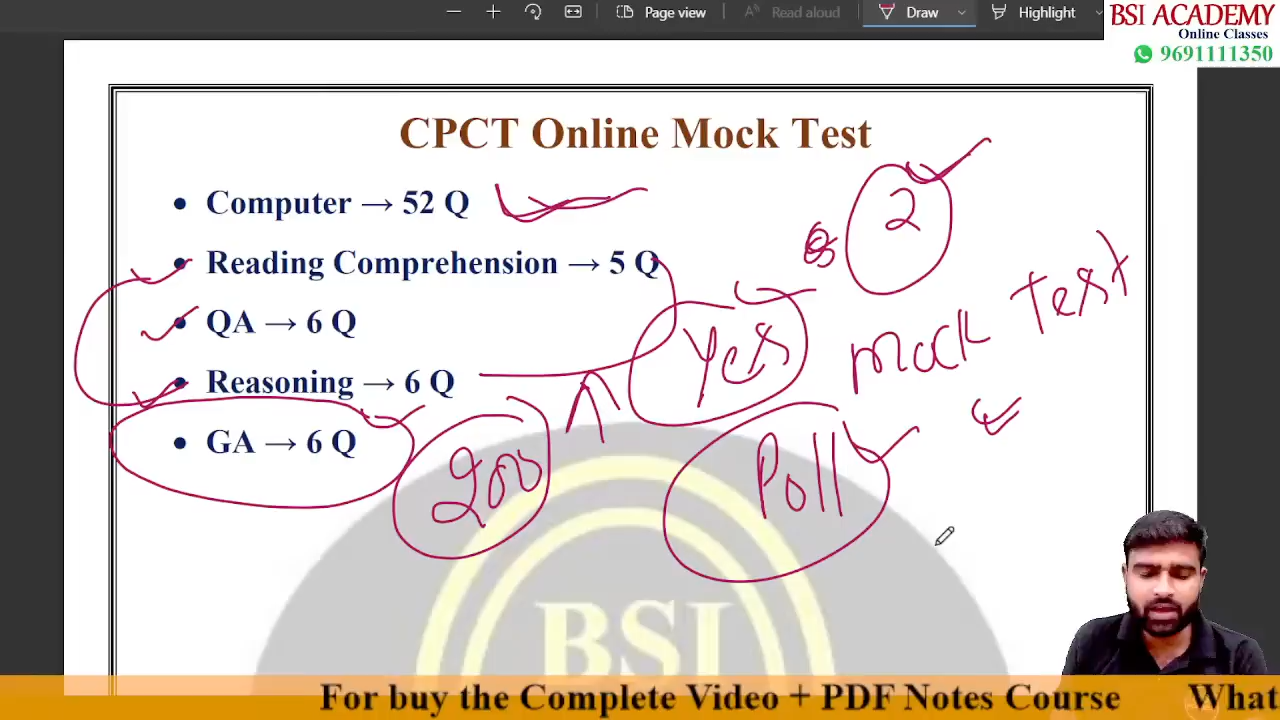 Page view
Read aloud
Draw
Highlight
BSI ACADEMY
Online Classes
9691111350
CPCT Online Mock Test
• Computer → 52 Q
• Reading Comprehension → 5 Q
• QA → 6 Q
• Reasoning → 6 Q
• GA → 6 Q
2
Yes
Mock Test
200
Poll
BSI
For buy the Complete Video + PDF Notes Course What